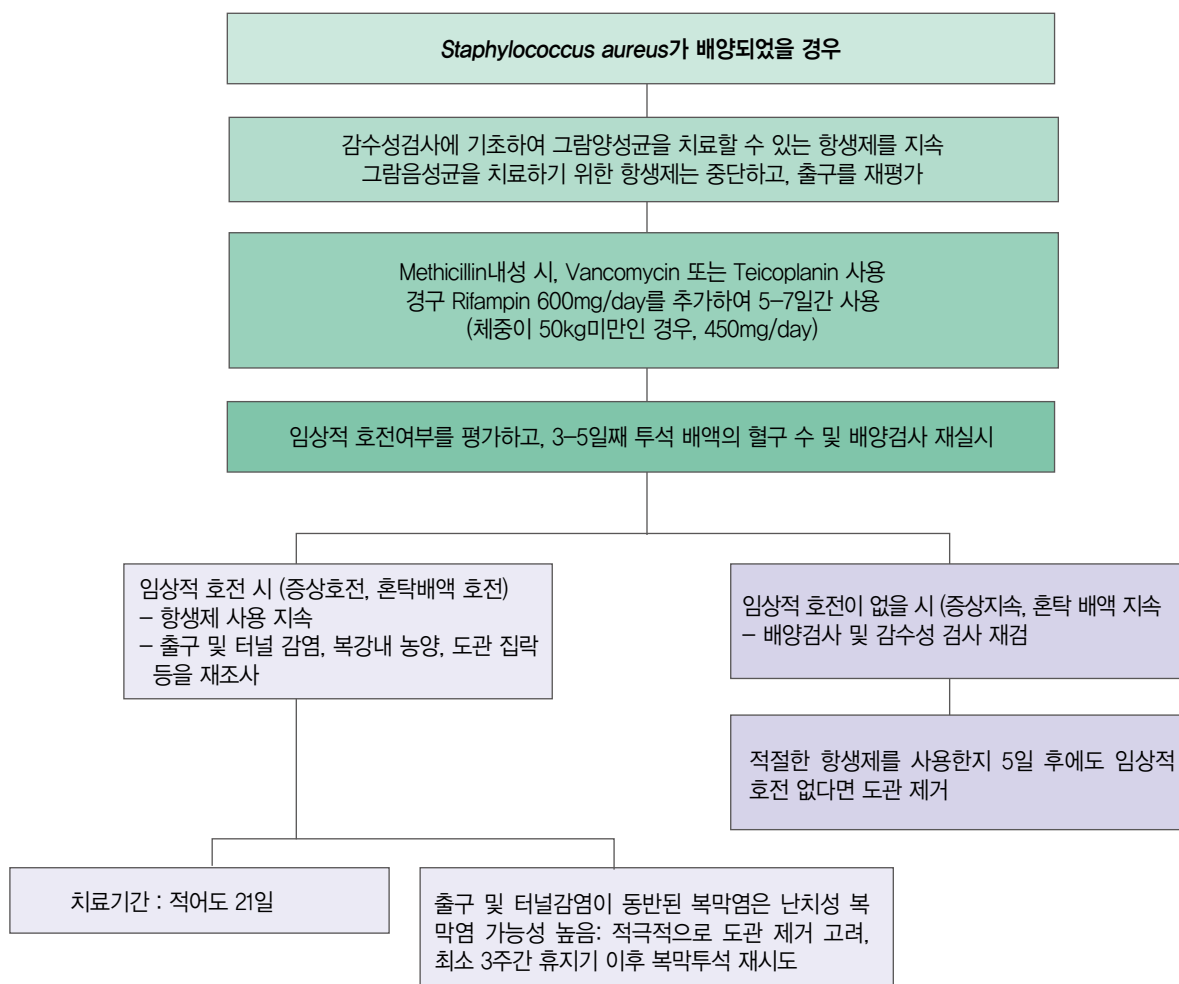 Staphylococcus aureus가 배양되었을 경우
감수성검사에 기초하여 그람양성균을 치료할 수 있는 항생제를 지속
그람음성균을 치료하기 위한 항생제는 중단하고, 출구를 재평가
Methicillin내성 시, Vancomycin 또는 Teicoplanin 사용
경구 Rifampin 600mg/day를 추가하여 5–7일간 사용
(체중이 50kg미만인 경우, 450mg/day)
임상적 호전여부를 평가하고, 3–5일째 투석 배액의 혈구 수 및 배양검사 재실시
임상적 호전 시 (증상호전, 혼탁배액 호전)
– 항생제 사용 지속
– 출구 및 터널 감염, 복강내 농양, 도관 집락
등을 재조사
임상적 호전이 없을 시 (증상지속, 혼탁 배액 지속
– 배양검사 및 감수성 검사 재검
적절한 항생제를 사용한지 5일 후에도 임상적
호전 없다면 도관 제거
치료기간 : 적어도 21일
출구 및 터널감염이 동반된 복막염은 난치성 복
막염 가능성 높음: 적극적으로 도관 제거 고려,
최소 3주간 휴지기 이후 복막투석 재시도